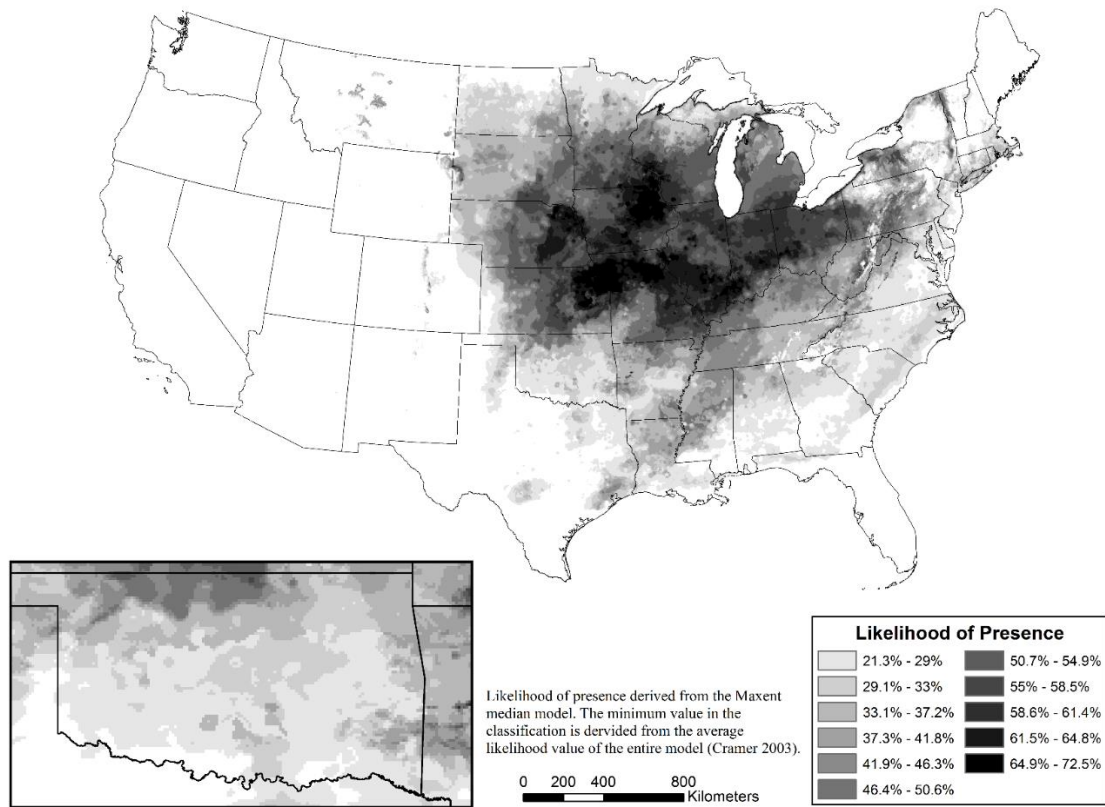 Likelihood of presence derived from the Maxent
median model. The minimum value in the
classification is dervided from the average
likelihood value of the entire model (Cramer 2003).
0 200 400 800
Kilometers
Likelihood of Presence
21.3% - 29%
29.1% - 33%
33.1% - 37.2%
37.3% - 41.8%
41.9% - 46.3%
46.4% - 50.6%
50.7% - 54.9%
55% - 58.5%
58.6% - 61.4%
61.5% - 64.8%
64.9% - 72.5%